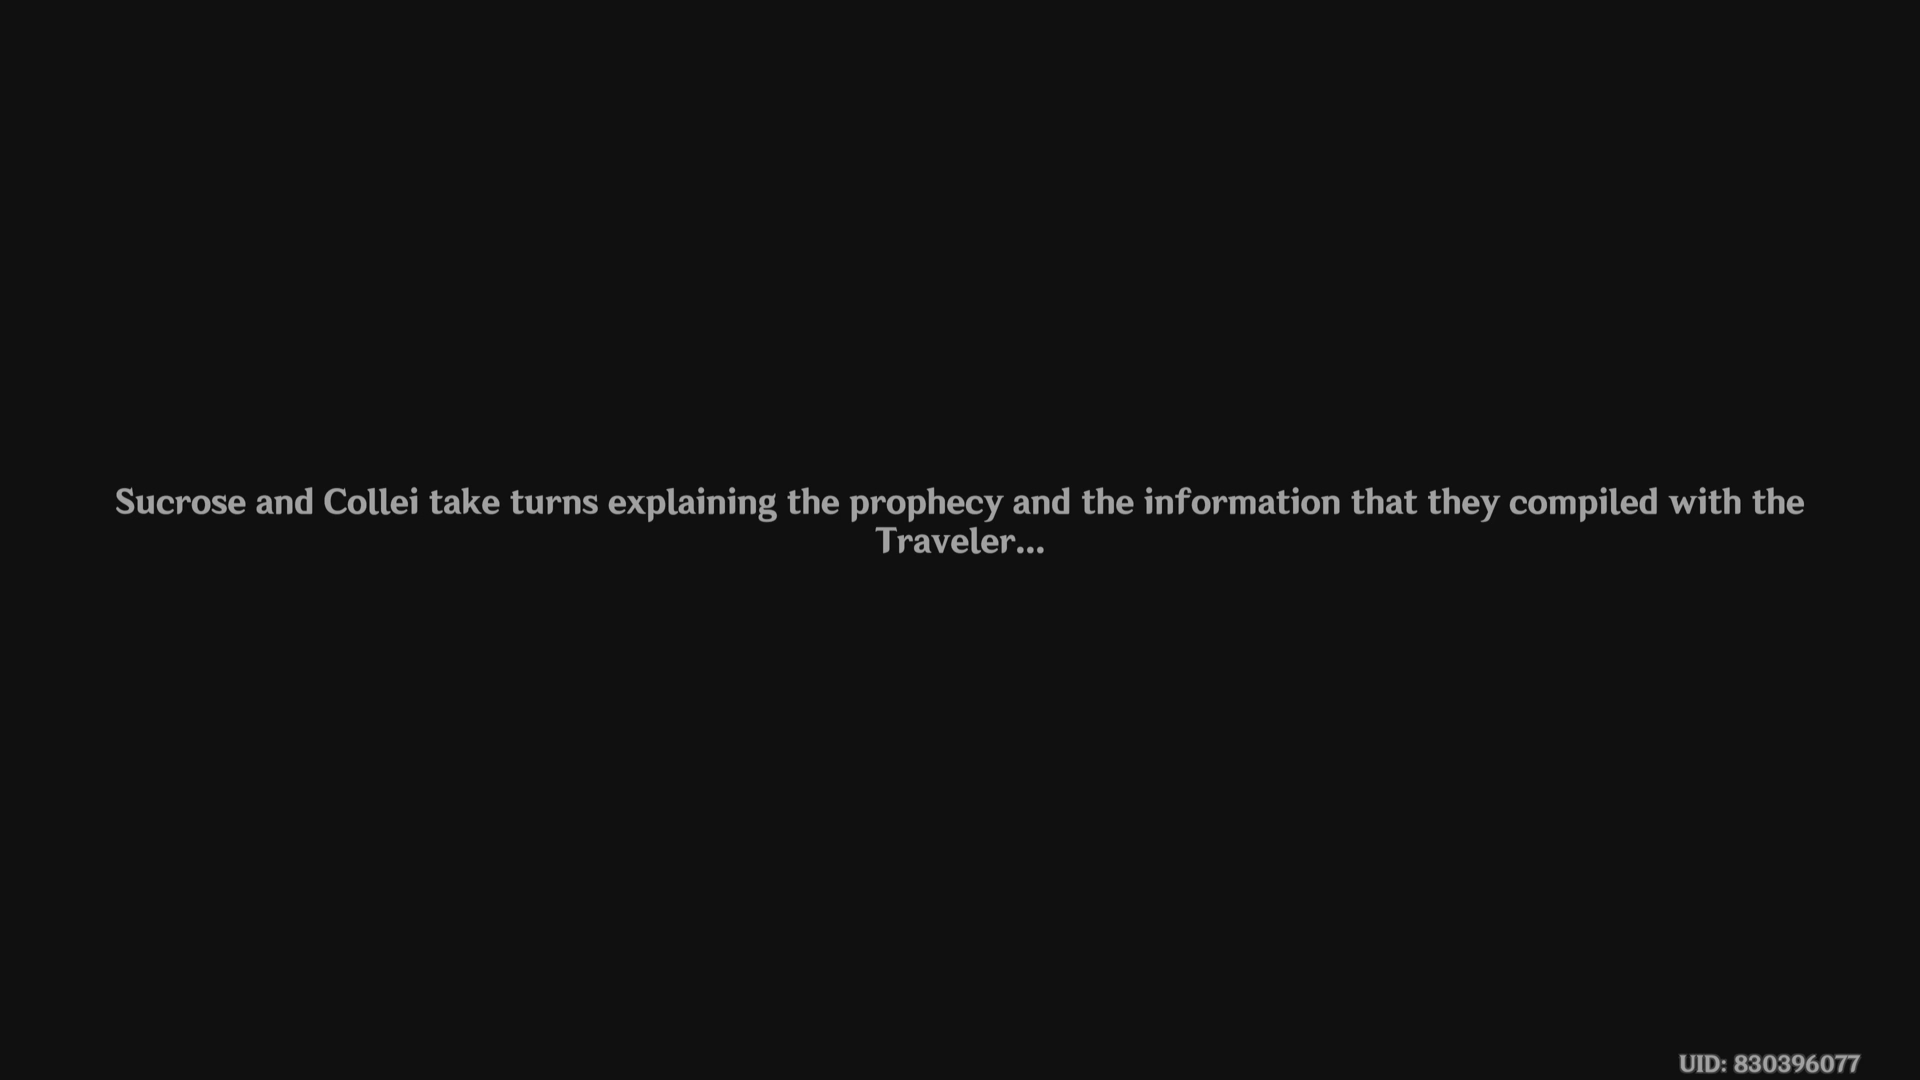 Sucrose and Collei take turns explaining the prophecy and the information that they compiled with the
Traveler...
UID: 830396077